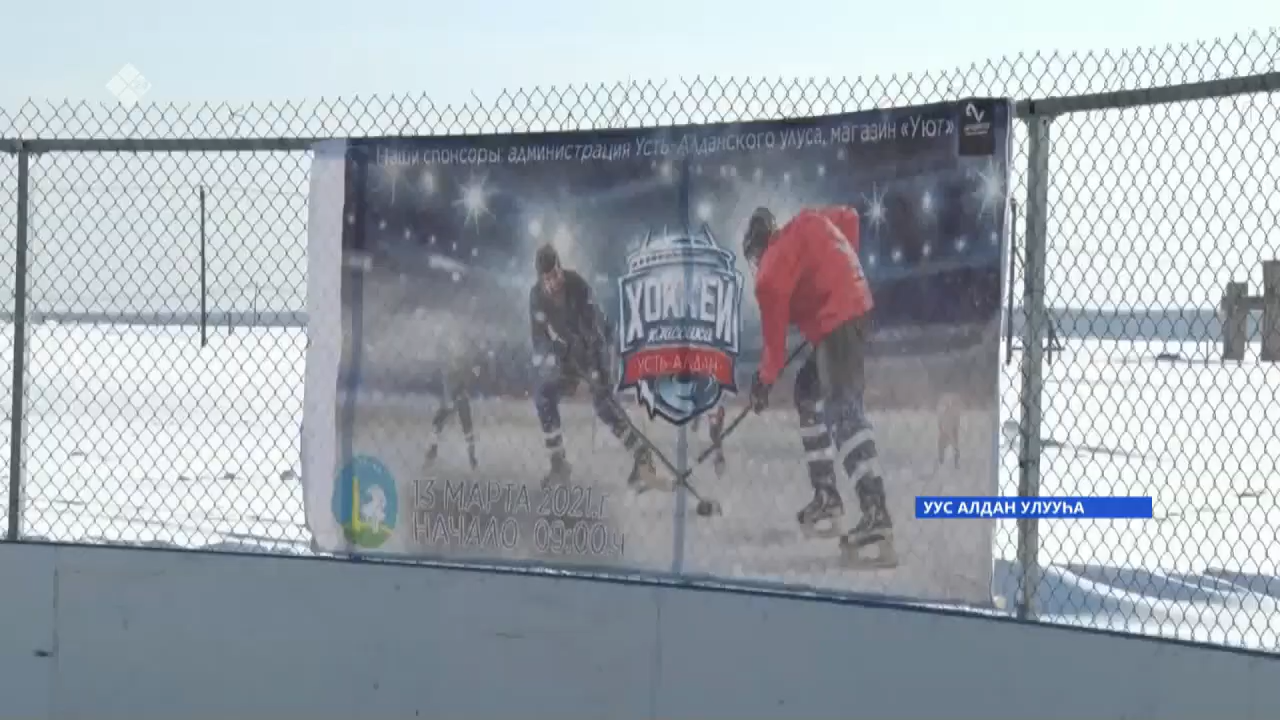 Наши спонсоры: администрация Усть-Алданского улуса, магазин «Уют»
ХОККЕЙ
классика
УСТЬ-АЛДАН
13 МАРТА 2021 г.
НАЧАЛО 09:00 ч
УУС АЛДАН УЛУУҺА